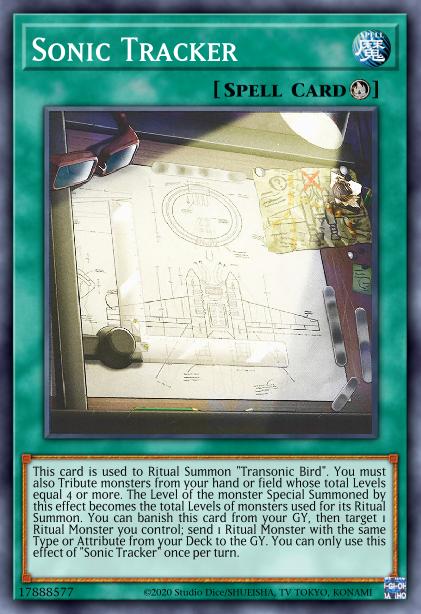 Sonic Tracker
SPELL
魔
[Spell Card]
This card is used to Ritual Summon "Transonic Bird". You must
also Tribute monsters from your hand or field whose total Levels
equal 4 or more. The Level of the monster Special Summoned by
this effect becomes the total Levels of monsters used for its Ritual
Summon. You can banish this card from your GY, then target 1
Ritual Monster you control; send 1 Ritual Monster with the same
Type or Attribute from your Deck to the GY. You can only use this
effect of "Sonic Tracker" once per turn.
17888577
©2020 Studio Dice/SHUEISHA, TV TOKYO, KONAMI